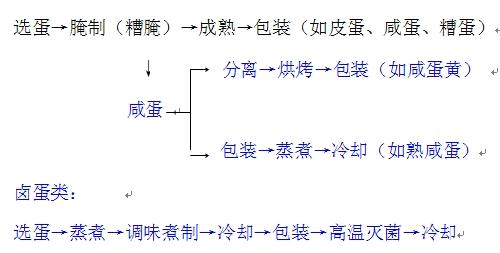 选蛋→腌制（糟腌）→成熟→包装（如皮蛋、咸蛋、糟蛋）
分离→烘烤→包装（如咸蛋黄）
咸蛋
包装→蒸煮→冷却（如熟咸蛋）
卤蛋类：
选蛋→蒸煮→调味煮制→冷却→包装→高温灭菌→冷却